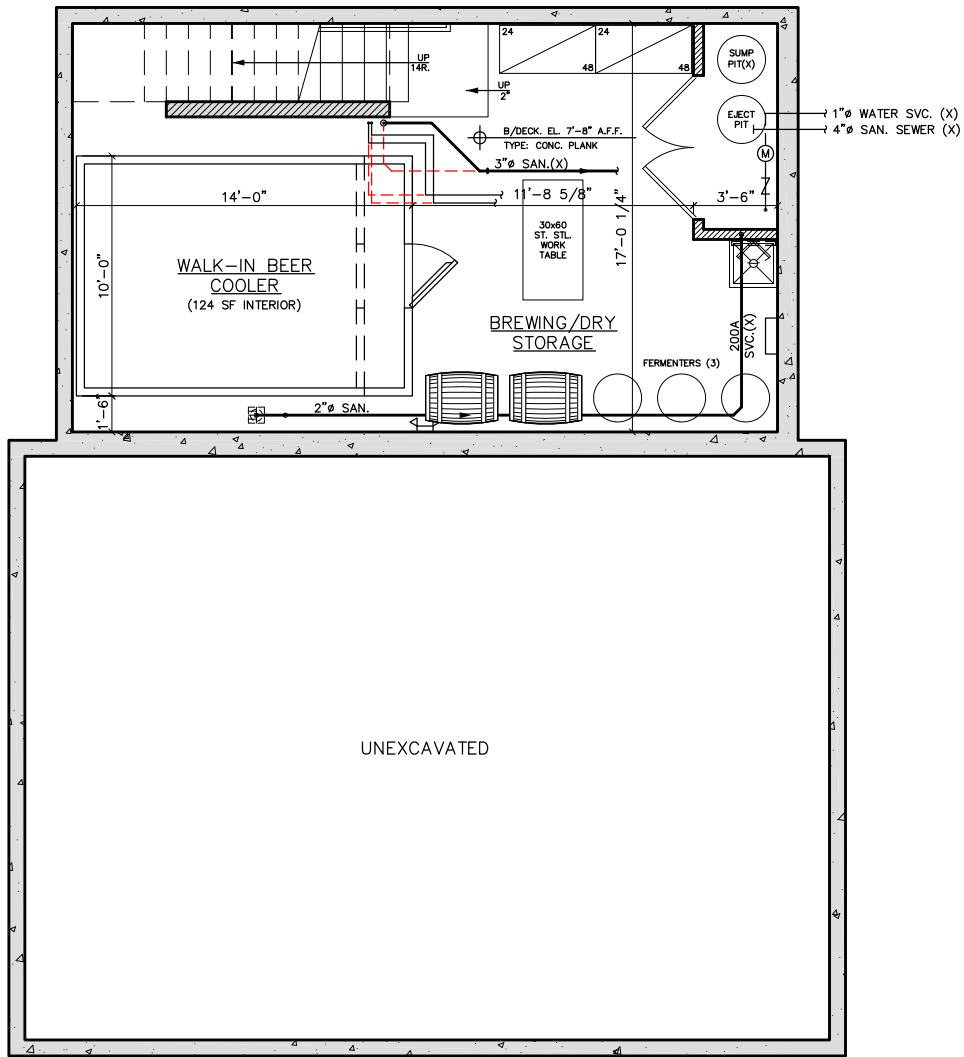 24
24
48
48
SUMP
PIT(X)
UP
14R.
UP
2"
EJECT
PIT
1"ø WATER SVC. (X)
4"ø SAN. SEWER (X)
B/DECK. EL. 7'-8" A.F.F.
TYPE: CONC. PLANK
M
3"ø SAN.(X)
14'-0"
11'-8 5/8"
3'-6"
17'-0 1/4"
30x60
ST. STL.
WORK
TABLE
10'-0"
WALK-IN BEER
COOLER
(124 SF INTERIOR)
BREWING/DRY
STORAGE
200A
SVC.(X)
FERMENTERS (3)
1'-6"
2"ø SAN.
UNEXCAVATED